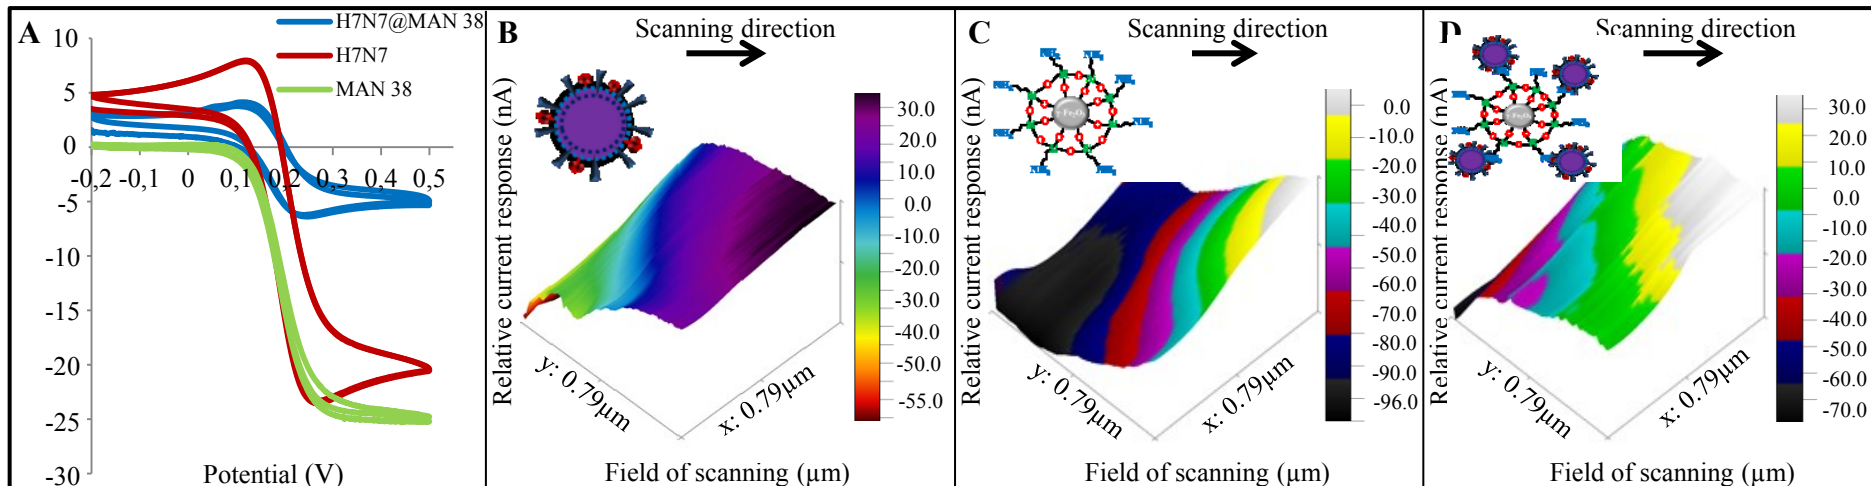 A
H7N7@MAN 38
H7N7
MAN 38
10
5
0
-5
-10
-15
-20
-25
-30
-0,2 -0,1 0 0,1 0,2 0,3 0,4 0,5
Potential (V)
B
Scanning direction
Relative current response (nA)
30.0
20.0
10.0
0.0
-10.0
-20.0
-30.0
-40.0
-50.0
-55.0
y: 0.79µm
x: 0.79µm
Field of scanning (µm)
C
Scanning direction
Relative current response (nA)
0.0
-10.0
-20.0
-30.0
-40.0
-50.0
-60.0
-70.0
-80.0
-90.0
-96.0
y: 0.79µm
x: 0.79µm
Field of scanning (µm)
D
Scanning direction
Relative current response (nA)
30.0
20.0
10.0
0.0
-10.0
-20.0
-30.0
-40.0
-50.0
-60.0
-70.0
y: 0.79µm
x: 0.79µm
Field of scanning (µm)